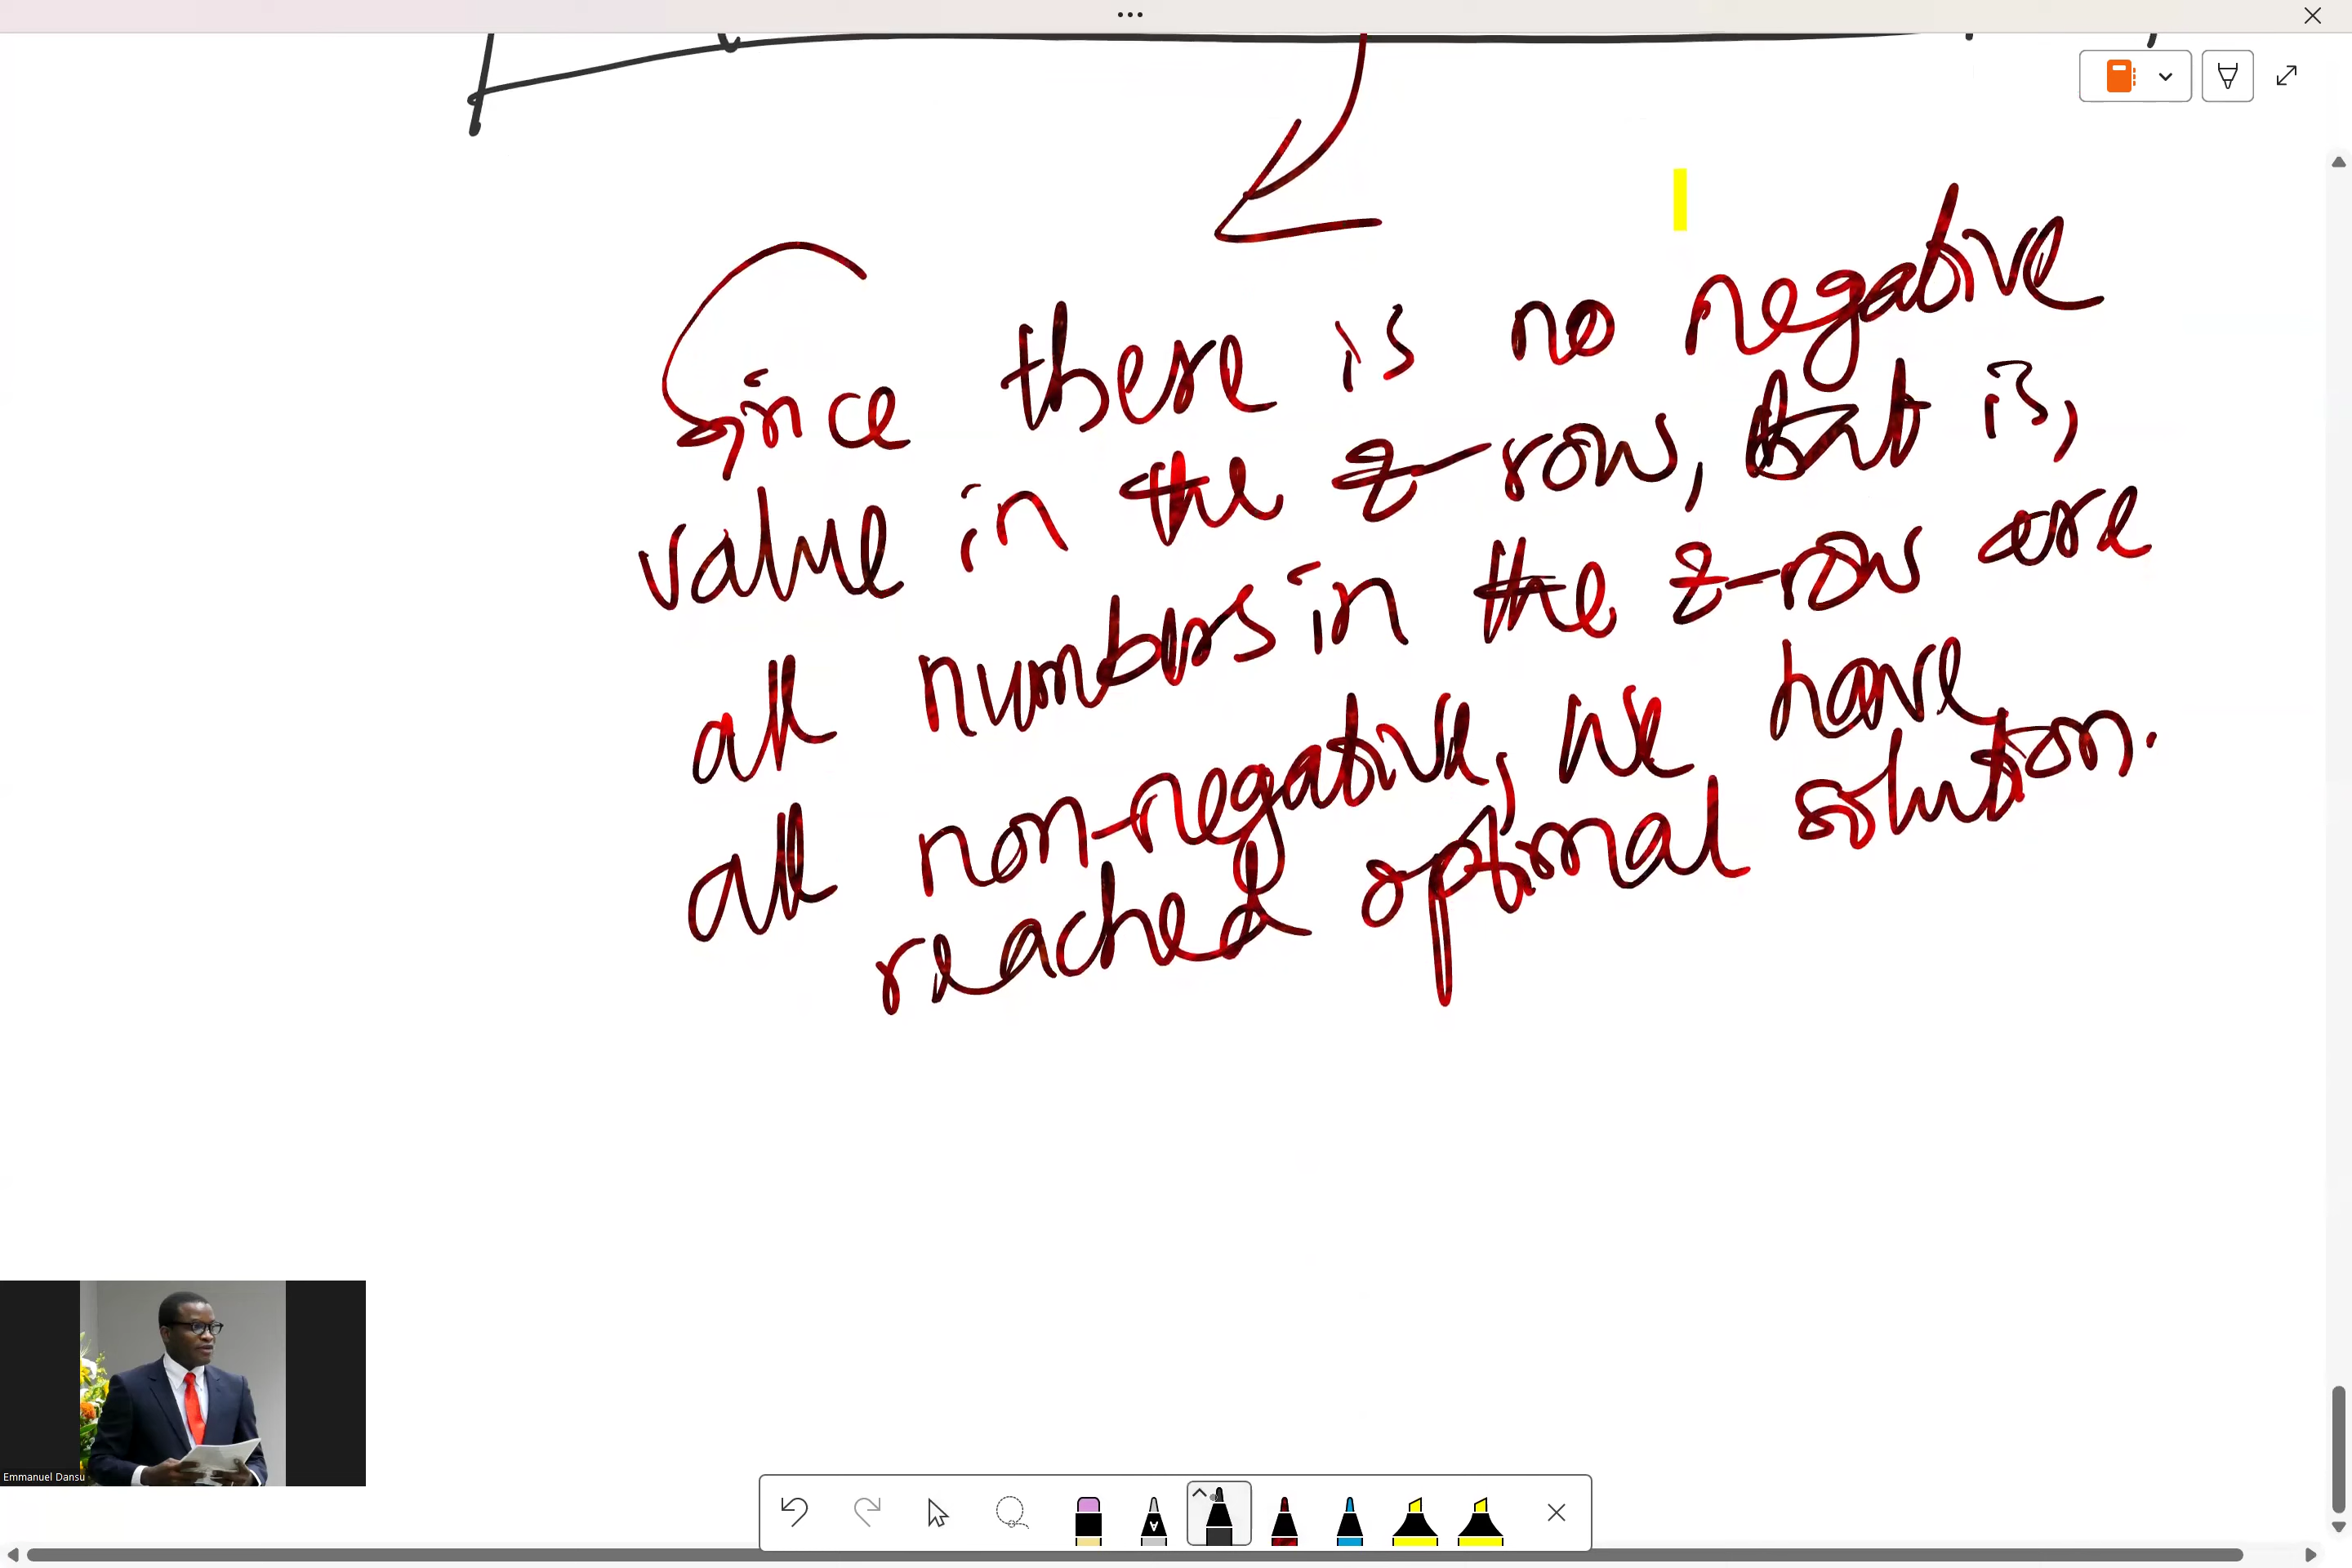 Since there is no negative
value in the z-row, that is,
all numbers in the z-row are
all non-negative, we have
reached optimal solution.
Emmanuel Dansu